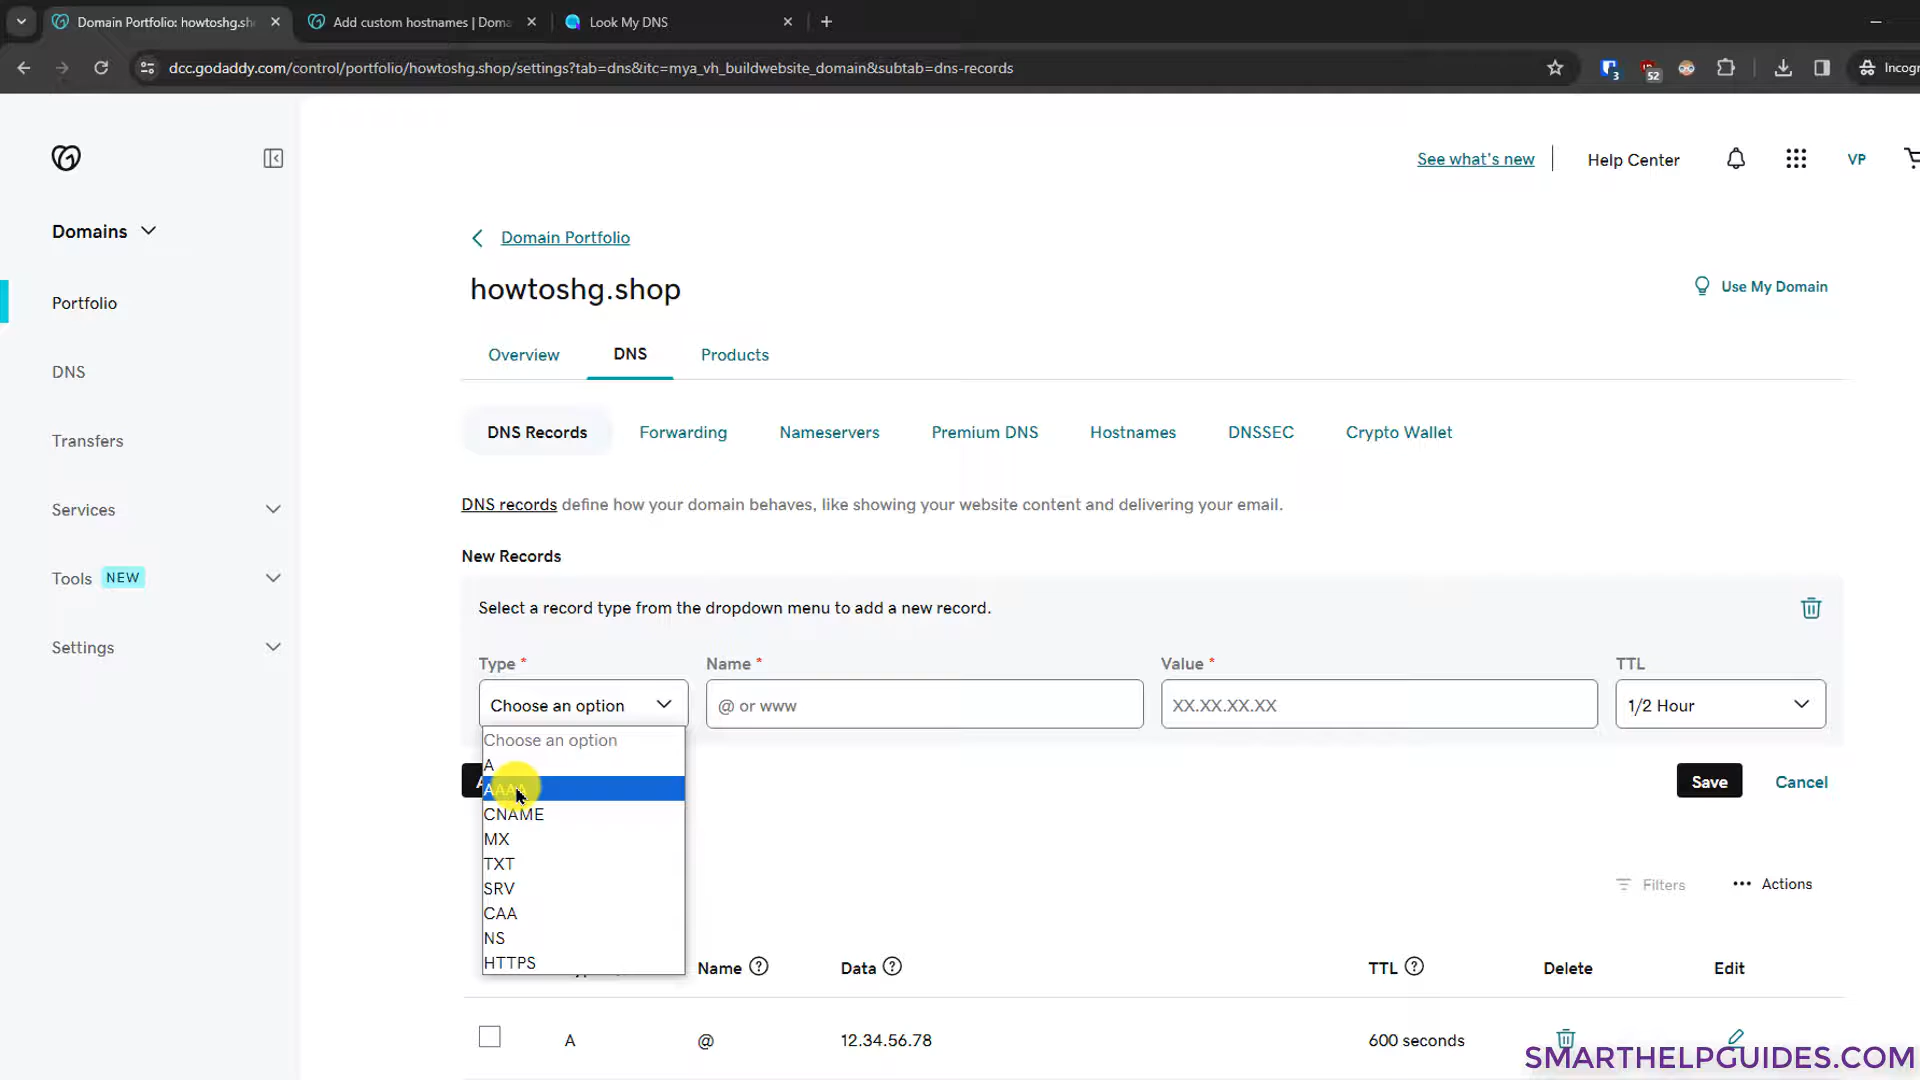 Domain Portfolio: howtoshg.sh
Add custom hostnames | Doma
Look My DNS
dcc.godaddy.com/control/portfolio/howtoshg.shop/settings?tab=dns&itc=mya_vh_buildwebsite_domain&subtab=dns-records
3
52
Incog
See what's new
Help Center
VP
Domains
Portfolio
DNS
Transfers
Services
Tools NEW
Settings
Domain Portfolio
howtoshg.shop
Use My Domain
Overview
DNS
Products
DNS Records
Forwarding
Nameservers
Premium DNS
Hostnames
DNSSEC
Crypto Wallet
DNS records define how your domain behaves, like showing your website content and delivering your email.
New Records
Select a record type from the dropdown menu to add a new record.
Type *
Name *
Value *
TTL
Choose an option
@ or www
XX.XX.XX.XX
1/2 Hour
Choose an option
A
AAAA
CNAME
MX
TXT
SRV
CAA
NS
HTTPS
Save
Cancel
Filters
Actions
Name
Data
TTL
Delete
Edit
A
@
12.34.56.78
600 seconds
SMARTHELPGUIDES.COM